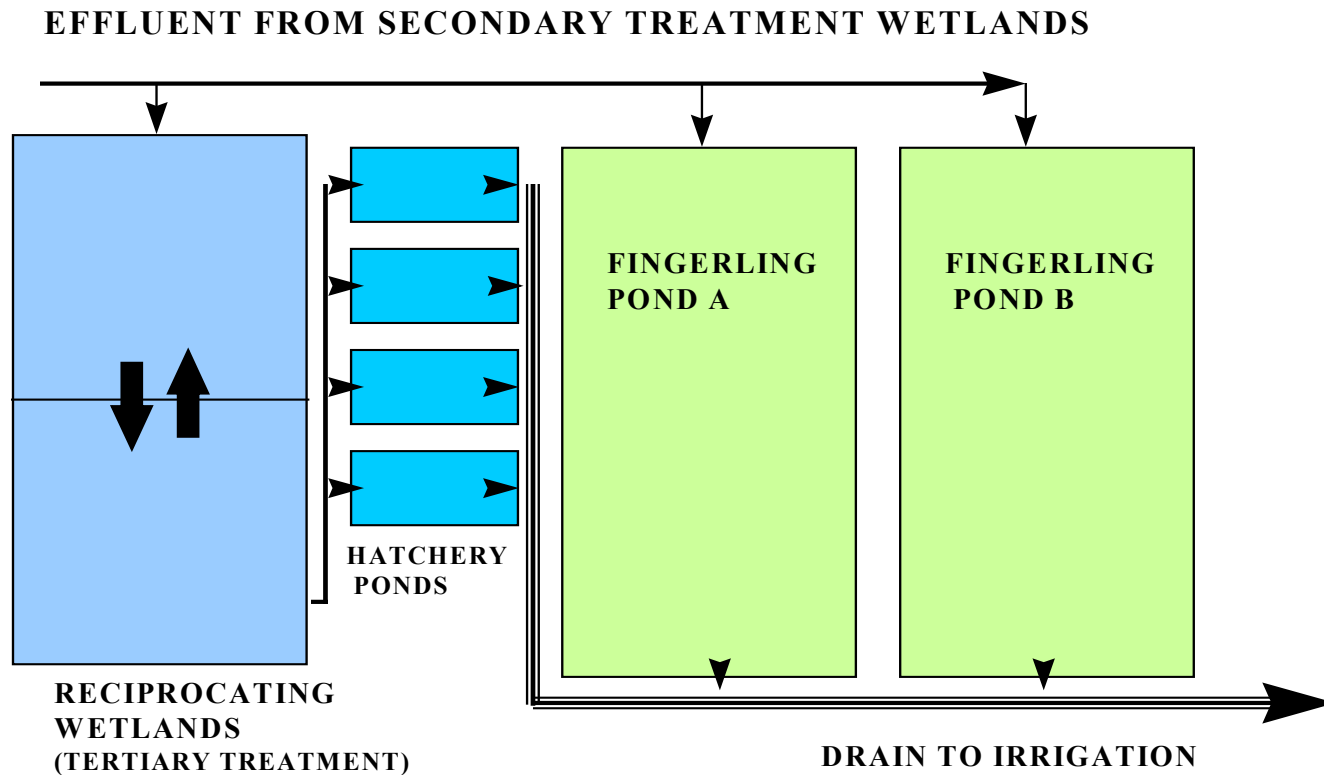 EFFLUENT FROM SECONDARY TREATMENT WETLANDS
FINGERLING
POND A
FINGERLING
POND B
HATCHERY
PONDS
RECIPROCATING
WETLANDS
(TERTIARY TREATMENT)
DRAIN TO IRRIGATION